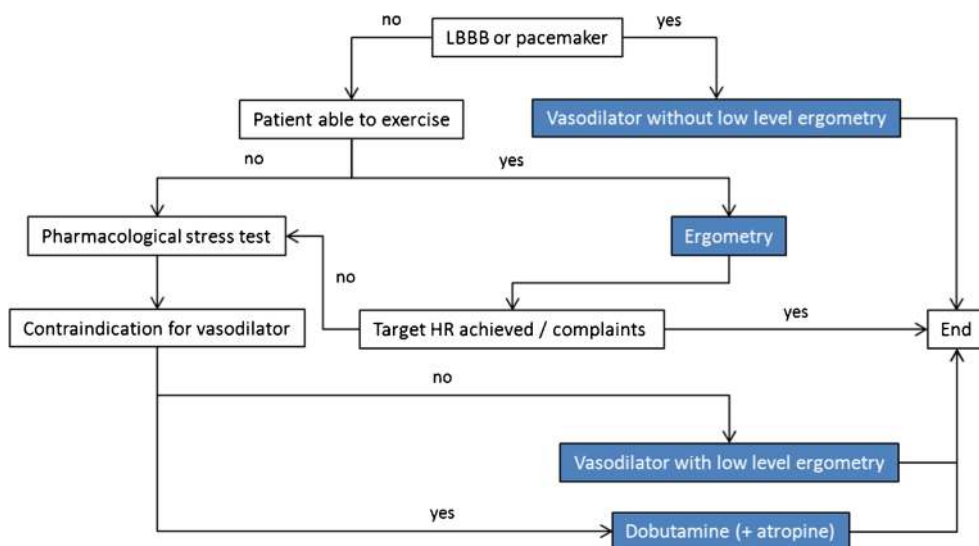 no
LBBB or pacemaker
yes
Patient able to exercise
Vasodilator without low level ergometry
no
yes
Pharmacological stress test
Ergometry
no
Contraindication for vasodilator
Target HR achieved / complaints
yes
End
no
Vasodilator with low level ergometry
yes
Dobutamine (+ atropine)